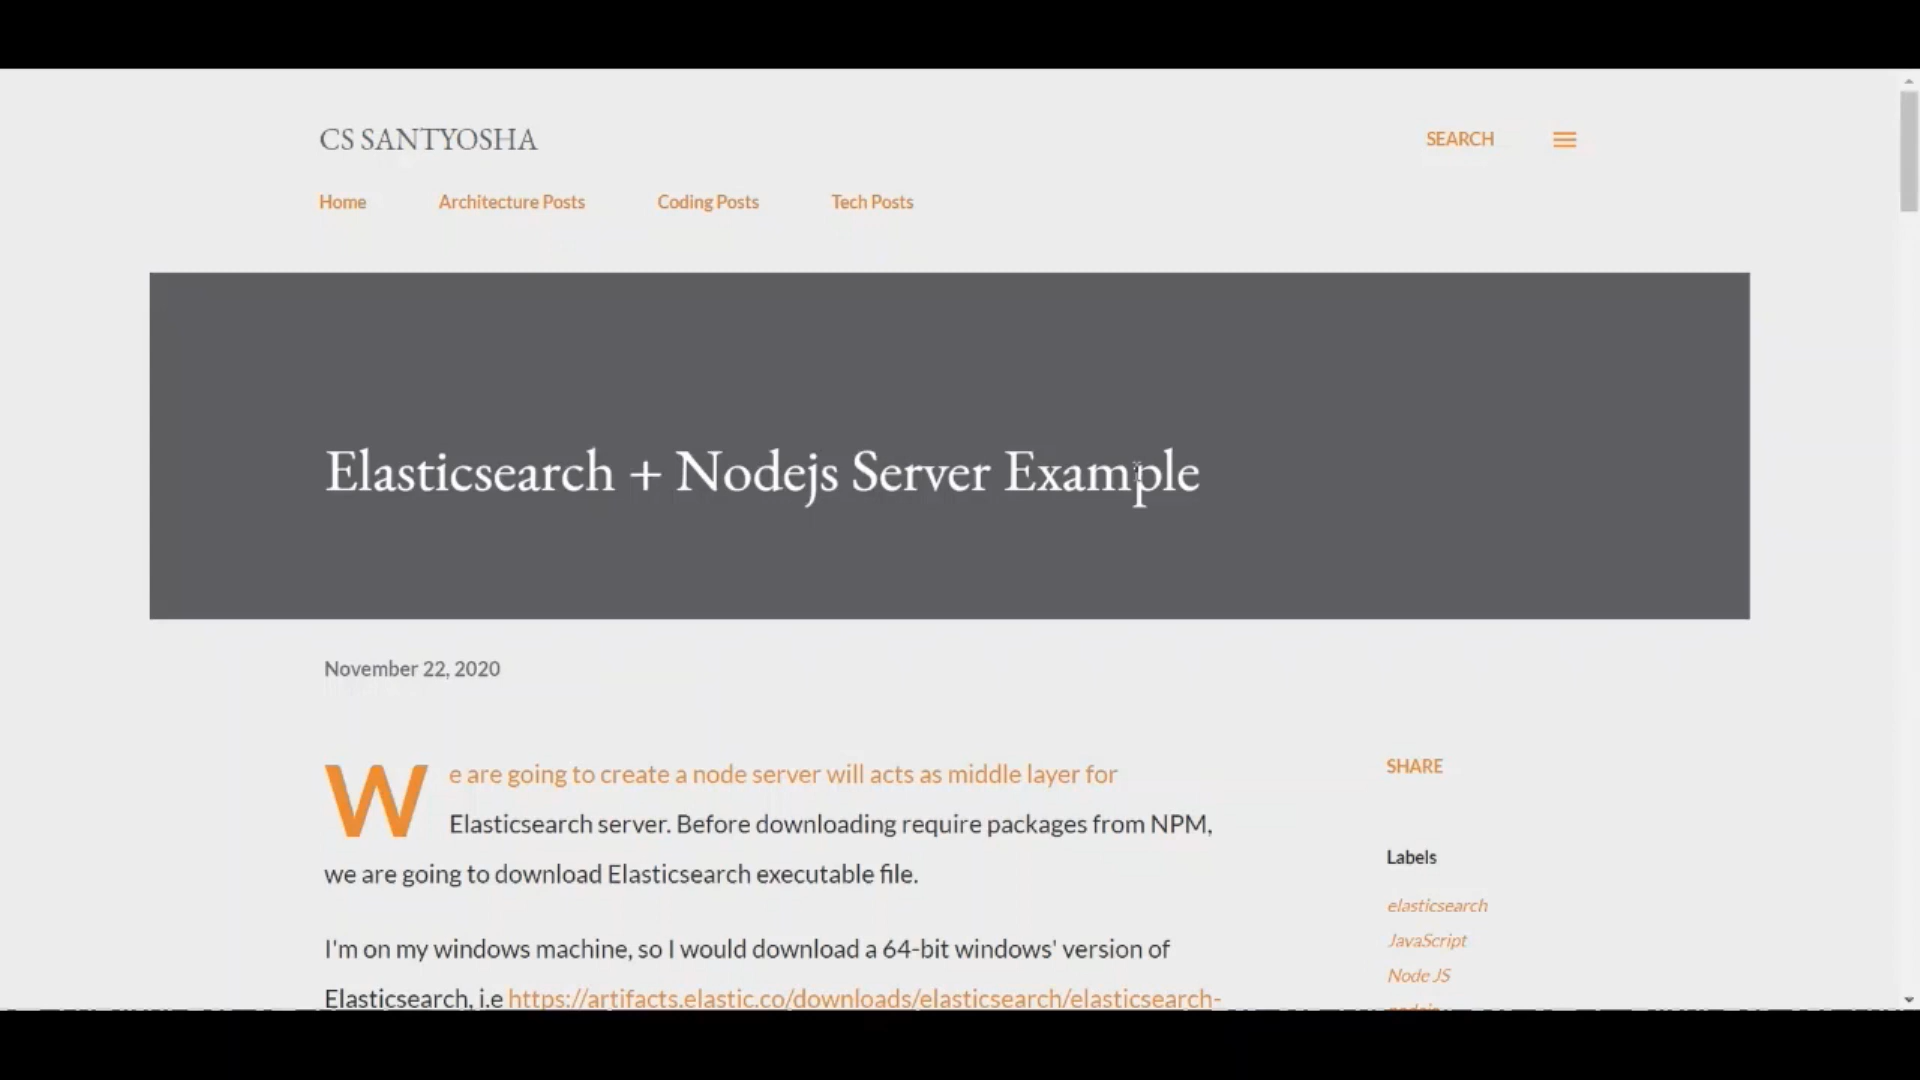 CS SANTYOSHA
SEARCH
Home Architecture Posts Coding Posts Tech Posts
Elasticsearch + Nodejs Server Example
November 22, 2020
We are going to create a node server will acts as middle layer for
Elasticsearch server. Before downloading require packages from NPM,
we are going to download Elasticsearch executable file.
I'm on my windows machine, so I would download a 64-bit windows' version of
Elasticsearch, i.e https://artifacts.elastic.co/downloads/elasticsearch/elasticsearch-
SHARE
Labels
elasticsearch
JavaScript
Node JS